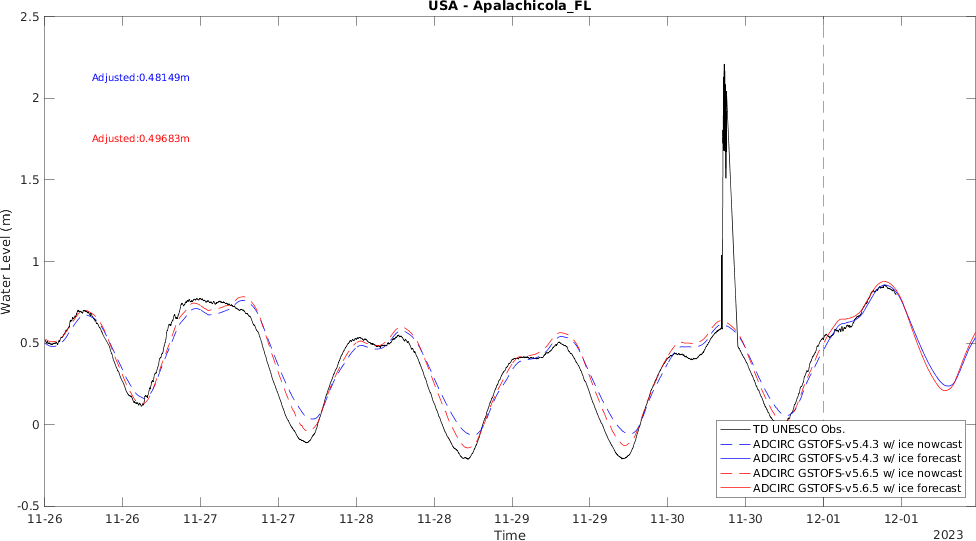 USA - Apalachicola_FL
2.5
2
1.5
1
0.5
0
-0.5
Water Level (m)
Adjusted:0.48149m
Adjusted:0.49683m
TD UNESCO Obs.
ADCIRC GSTOFS-v5.4.3 w/ ice nowcast
ADCIRC GSTOFS-v5.4.3 w/ ice forecast
ADCIRC GSTOFS-v5.6.5 w/ ice nowcast
ADCIRC GSTOFS-v5.6.5 w/ ice forecast
11-26 11-26 11-27 11-27 11-28 11-28 11-29 11-29 11-30 11-30 12-01 12-01
Time
2023